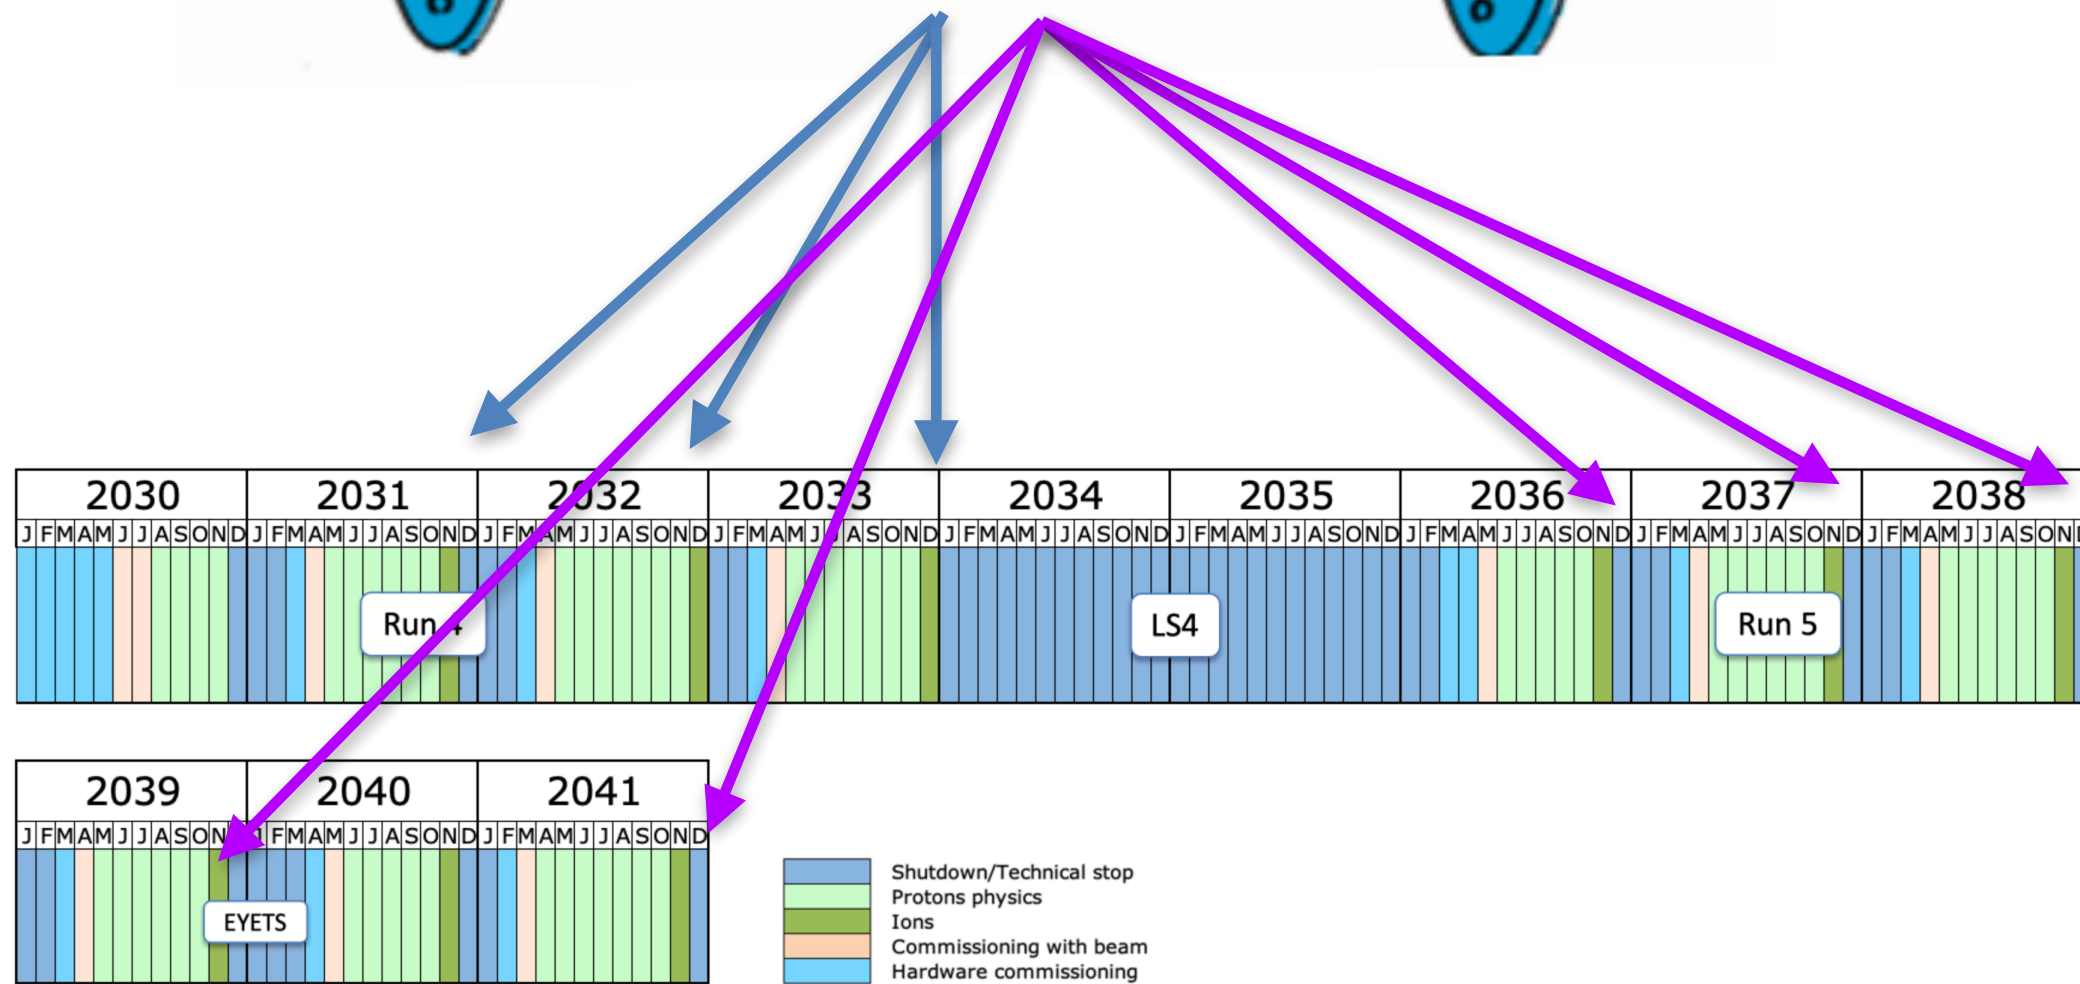 2030 2031 2032 2033 2034 2035 2036 2037 2038
J F M A M J J A S O N D J F M A M J J A S O N D J F M A M J J A S O N D J F M A M J J A S O N D J F M A M J J A S O N D J F M A M J J A S O N D J F M A M J J A S O N D J F M A M J J A S O N D J F M A M J J A S O N D
Run 4 LS4 Run 5
2039 2040 2041
J F M A M J J A S O N J F M A M J J A S O N D J F M A M J J A S O N D
EYETS
Shutdown/Technical stop
Protons physics
Ions
Commissioning with beam
Hardware commissioning